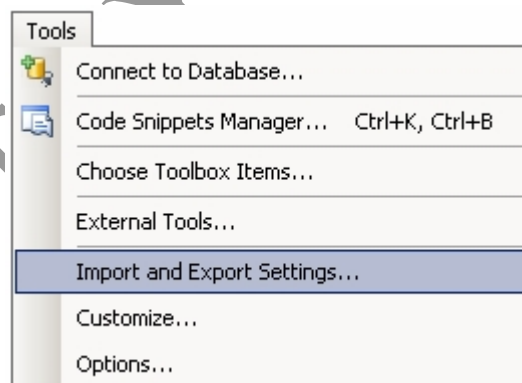 Tools
Connect to Database...
Code Snippets Manager... Ctrl+K, Ctrl+B
Choose Toolbox Items...
External Tools...
Import and Export Settings...
Customize...
Options...